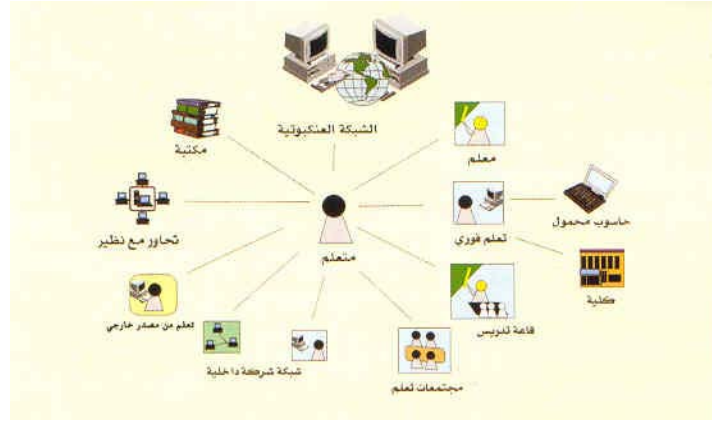 الشبكة العنكبوتية
مكتبة
معلم
تحاور مع نظير
متعلم
تعلم فوري
حاسوب محمول
كلية
تعلم من مصدر خارجي
شبكة شركة داخلية
مجتمعات تعلم
قاعة تدريس